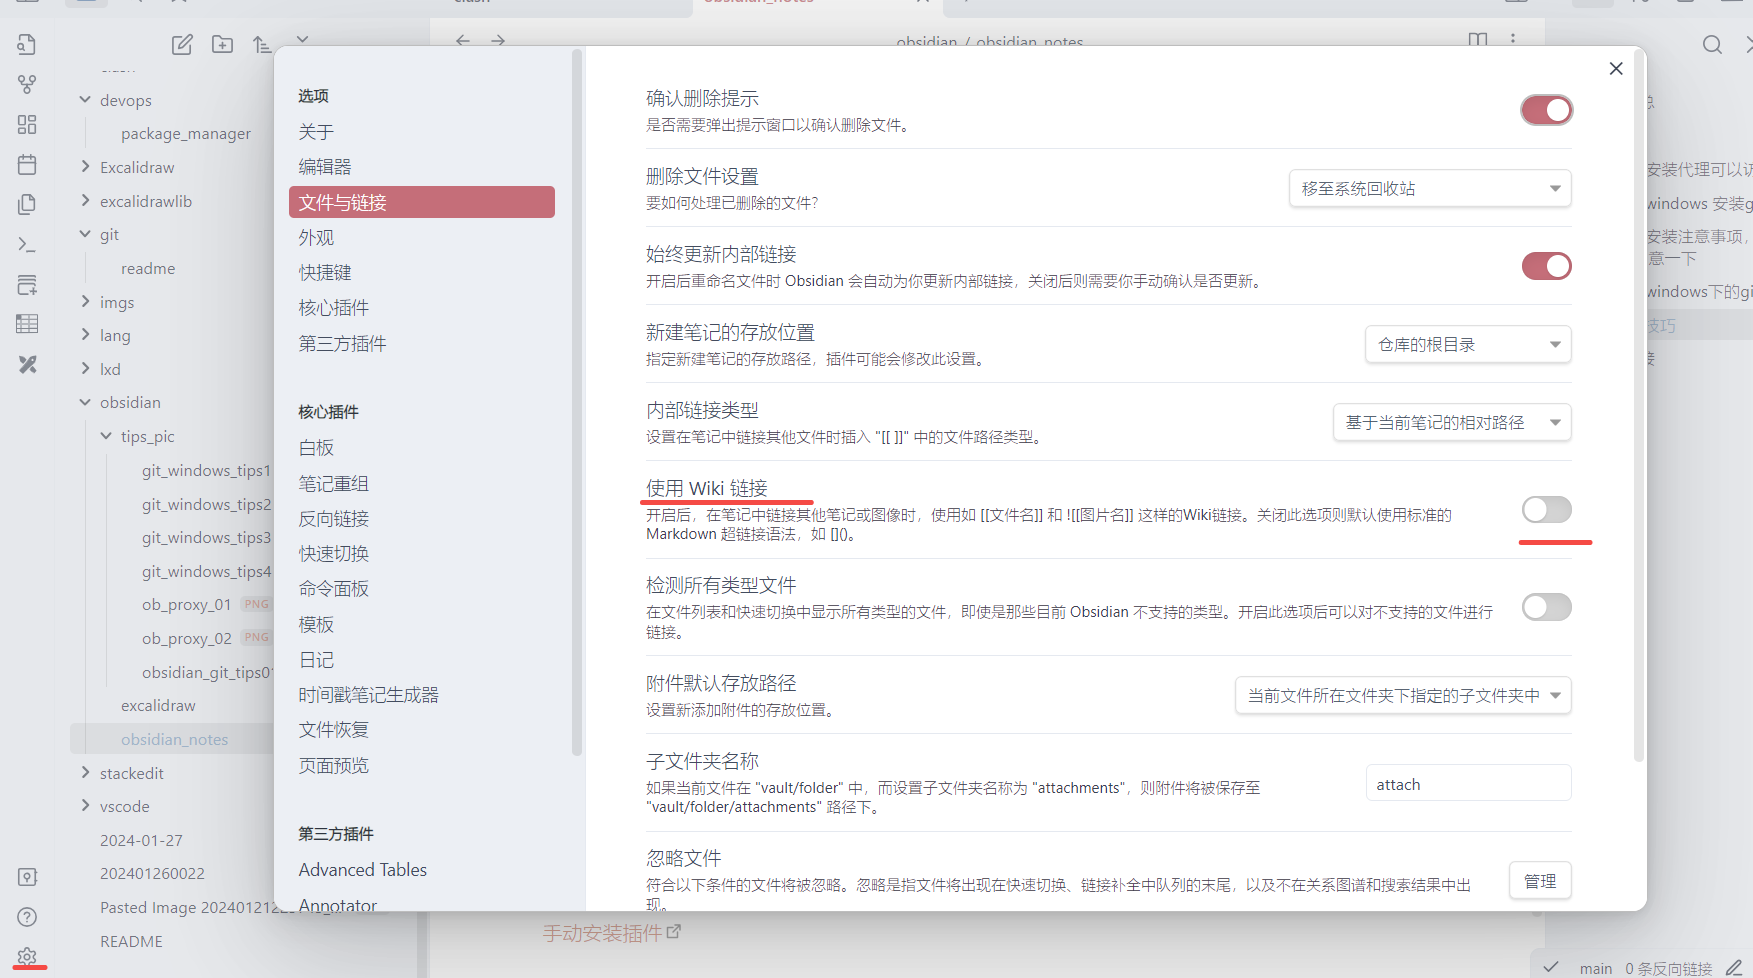 obsidian_notes
obsidian / obsidian_notes
devops
package_manager
Excalidraw
excalidrawlib
git
readme
imgs
lang
lxd
obsidian
tips_pic
git_windows_tips1
git_windows_tips2
git_windows_tips3
git_windows_tips4
ob_proxy_01 PNG
ob_proxy_02 PNG
obsidian_git_tips0
excalidraw
obsidian_notes
stackedit
vscode
2024-01-27
202401260022
Pasted Image 2024012122
README
选项
关于
编辑器
文件与链接
外观
快捷键
核心插件
第三方插件
核心插件
白板
笔记重组
反向链接
快速切换
命令面板
模板
日记
时间戳笔记生成器
文件恢复
页面预览
第三方插件
Advanced Tables
Annotator
确认删除提示
是否需要弹出提示窗口以确认删除文件。
删除文件设置
要如何处理已删除的文件?
移至系统回收站
始终更新内部链接
开启后重命名文件时 Obsidian 会自动为你更新内部链接，关闭后则需要你手动确认是否更新。
新建笔记的存放位置
指定新建笔记的存放路径，插件可能会修改此设置。
仓库的根目录
内部链接类型
设置在笔记中链接其他文件时插入 "[[ ]]" 中的文件路径类型。
基于当前笔记的相对路径
使用 Wiki 链接
开启后，在笔记中链接其他笔记或图像时，使用如 [[文件名]] 和 ![[图片名]] 这样的Wiki链接。关闭此选项则默认使用标准的
Markdown 超链接语法，如 []()。
检测所有类型文件
在文件列表和快速切换中显示所有类型的文件，即使是那些目前 Obsidian 不支持的类型。开启此选项后可以对不支持的文件进行
链接。
附件默认存放路径
设置新添加附件的存放位置。
当前文件所在文件夹下指定的子文件夹中
子文件夹名称
如果当前文件在 "vault/folder" 中，而设置子文件夹名称为 "attachments"，则附件将被保存至
"vault/folder/attachments" 路径下。
attach
忽略文件
符合以下条件的文件将被忽略。忽略是指文件将出现在快速切换、链接补全中队列的末尾，以及不在关系图谱和搜索结果中出
现。
管理
安装代理可以访
windows 安装g
安装注意事项，
意一下
windows下的gi
技巧
手动安装插件
main 0 条反向链接